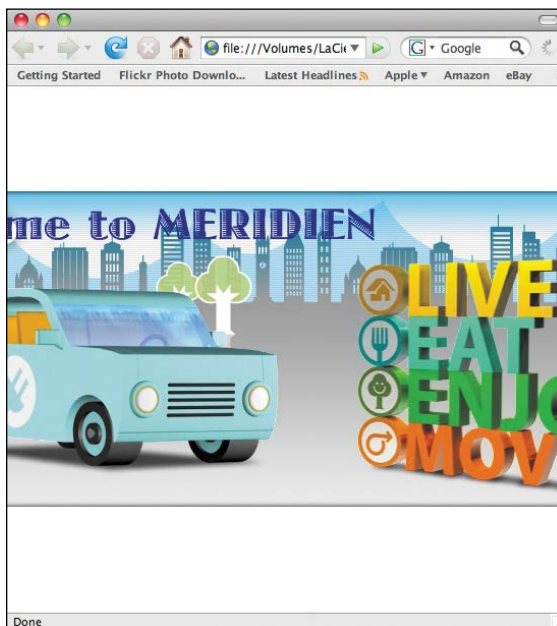 file:///Volumes/LaCie
Google
Getting Started Flickr Photo Downlo... Latest Headlines Apple Amazon eBay
me to MERIDIEN
LIVE
EAT
ENJO
MOV
Done